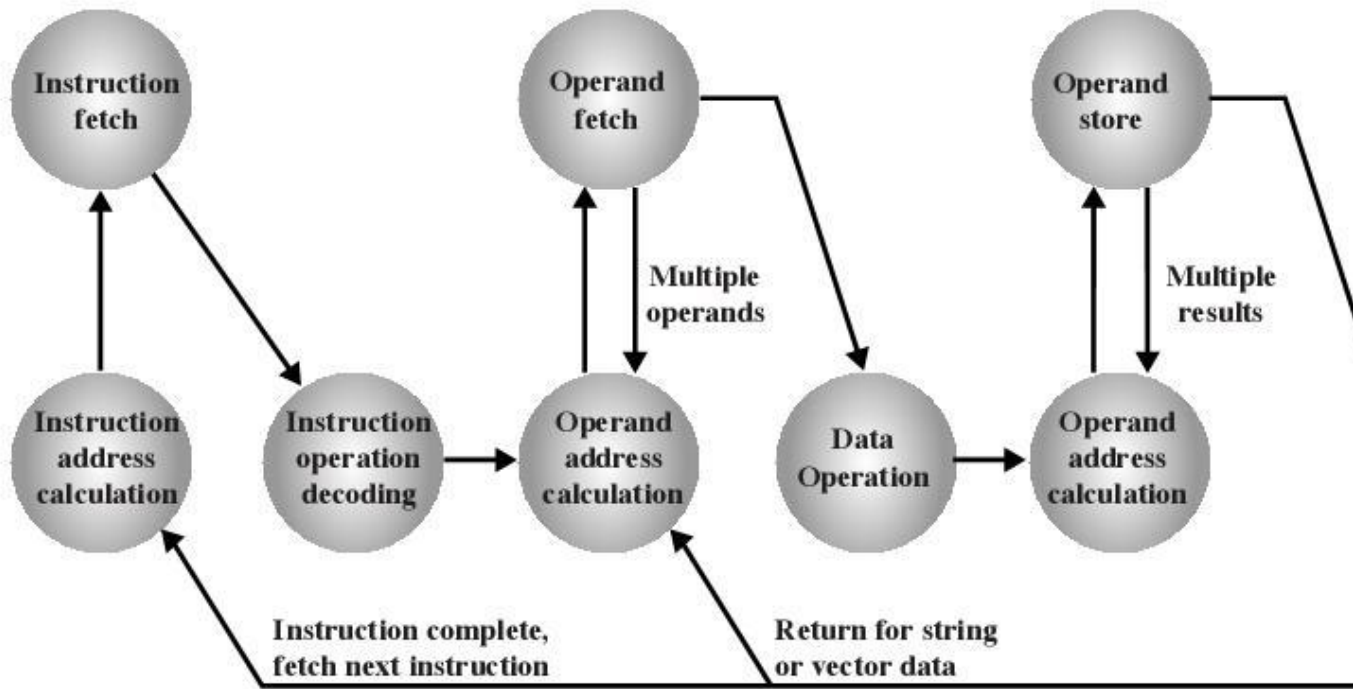 Instruction
fetch
Operand
fetch
Operand
store
Multiple
operands
Multiple
results
Instruction
address
calculation
Instruction
operation
decoding
Operand
address
calculation
Data
Operation
Operand
address
calculation
Instruction complete,
fetch next instruction
Return for string
or vector data